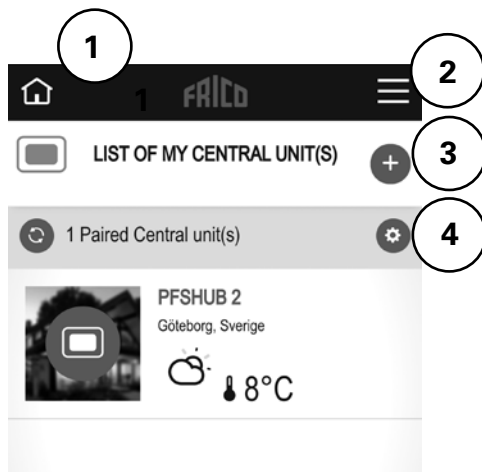 1
2
1 FRICO
LIST OF MY CENTRAL UNIT(S)
+ 3
1 Paired Central unit(s)
4
PFSHUB 2
Göteborg, Sverige
8°C